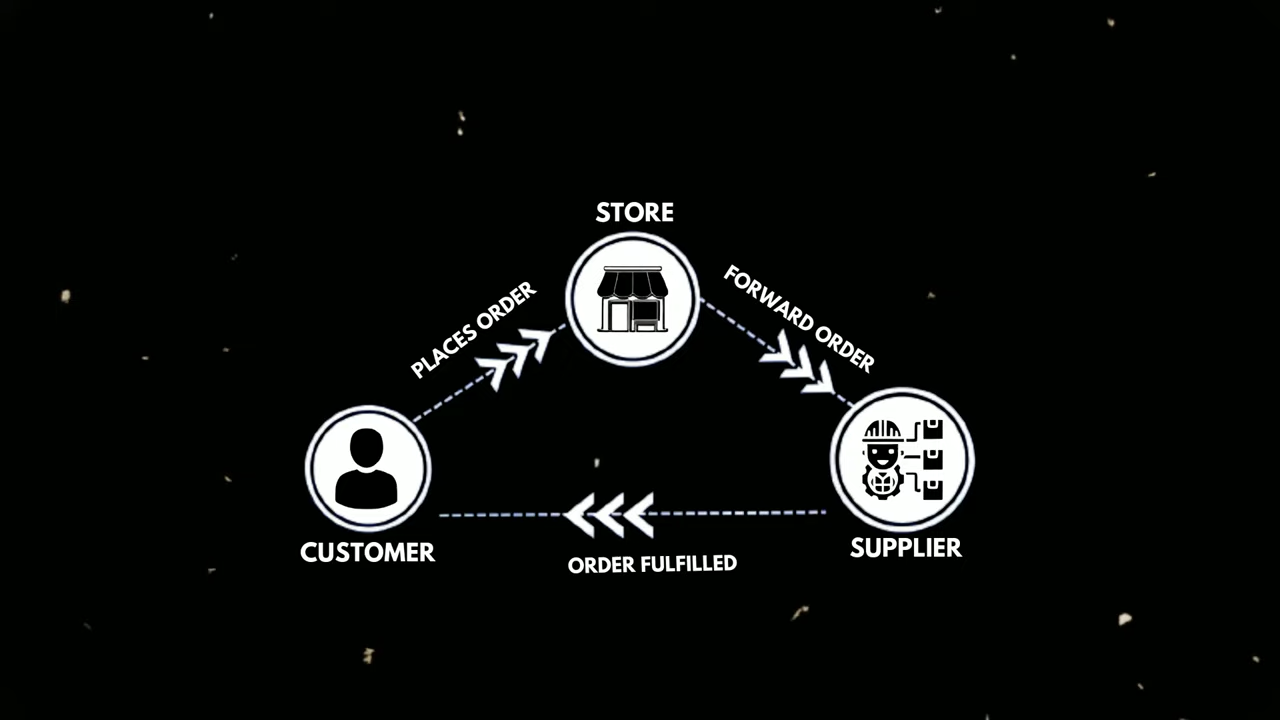 STORE
PLACES ORDER
FORWARD ORDER
CUSTOMER
SUPPLIER
ORDER FULFILLED